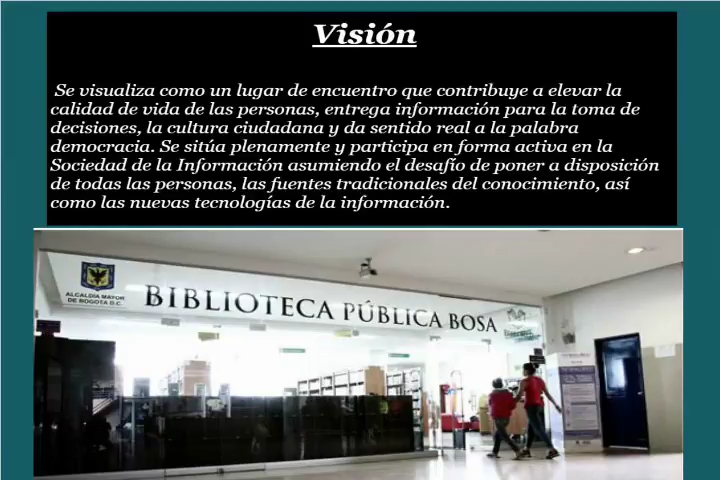 Visión
Se visualiza como un lugar de encuentro que contribuye a elevar la
calidad de vida de las personas, entrega información para la toma de
decisiones, la cultura ciudadana y da sentido real a la palabra
democracia. Se sitúa plenamente y participa en forma activa en la
Sociedad de la Información asumiendo el desafío de poner a disposición
de todas las personas, las fuentes tradicionales del conocimiento, así
como las nuevas tecnologías de la información.
ALCALDÍA MAYOR
DE BOGOTÁ D.C.
BIBLIOTECA PÚBLICA BOSA